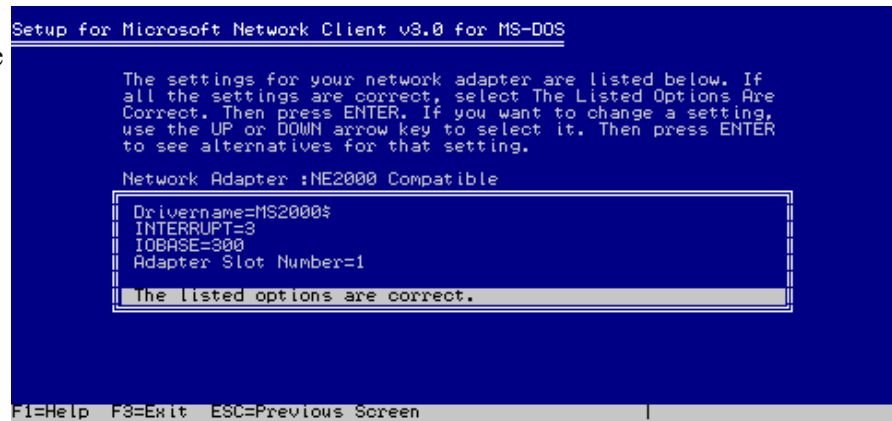 Setup for Microsoft Network Client v3.0 for MS-DOS
The settings for your network adapter are listed below. If
all the settings are correct, select The Listed Options Are
Correct. Then press ENTER. If you want to change a setting,
use the UP or DOWN arrow key to select it. Then press ENTER
to see alternatives for that setting.
Network Adapter :NE2000 Compatible
Drivername=MS2000$
INTERRUPT=3
IOBASE=300
Adapter Slot Number=1
The listed options are correct.
F1=Help F3=Exit ESC=Previous Screen